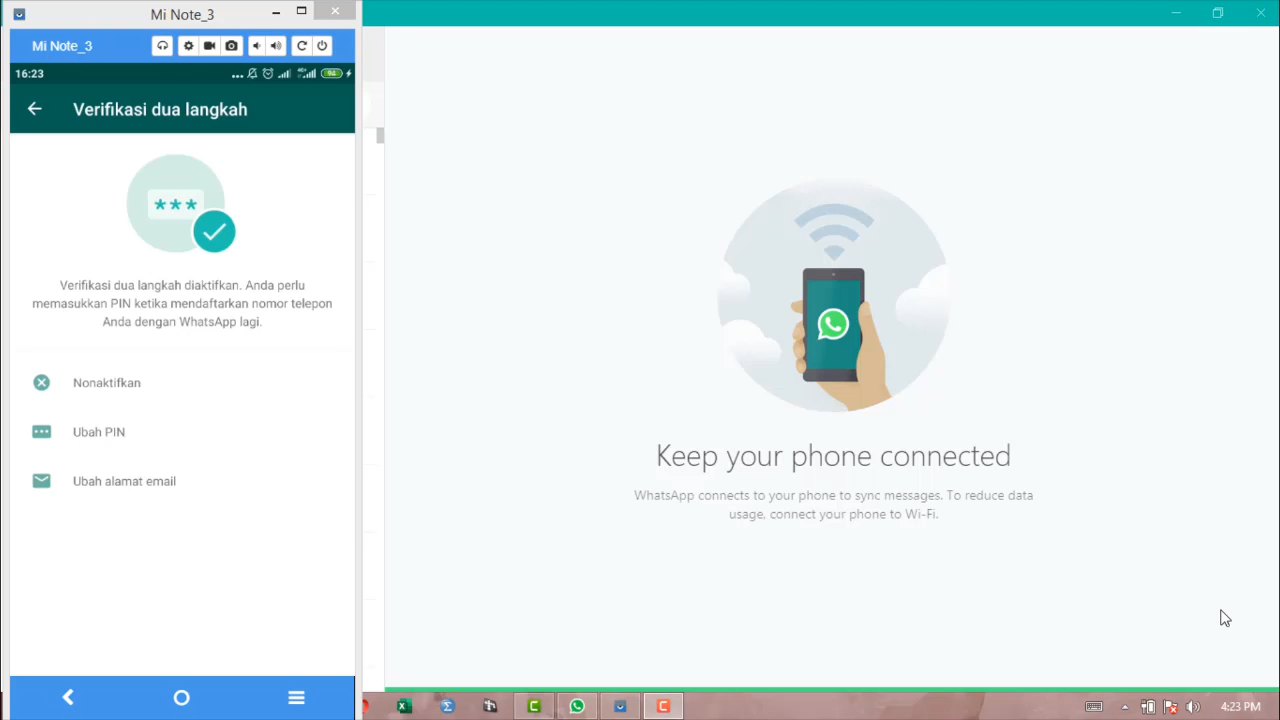 Mi Note_3
Mi Note_3
16:23
94
Verifikasi dua langkah
***
Verifikasi dua langkah diaktifkan. Anda perlu
memasukkan PIN ketika mendaftarkan nomor telepon
Anda dengan WhatsApp lagi.
Nonaktifkan
Ubah PIN
Ubah alamat email
Keep your phone connected
WhatsApp connects to your phone to sync messages. To reduce data
usage, connect your phone to Wi-Fi.
4:23 PM